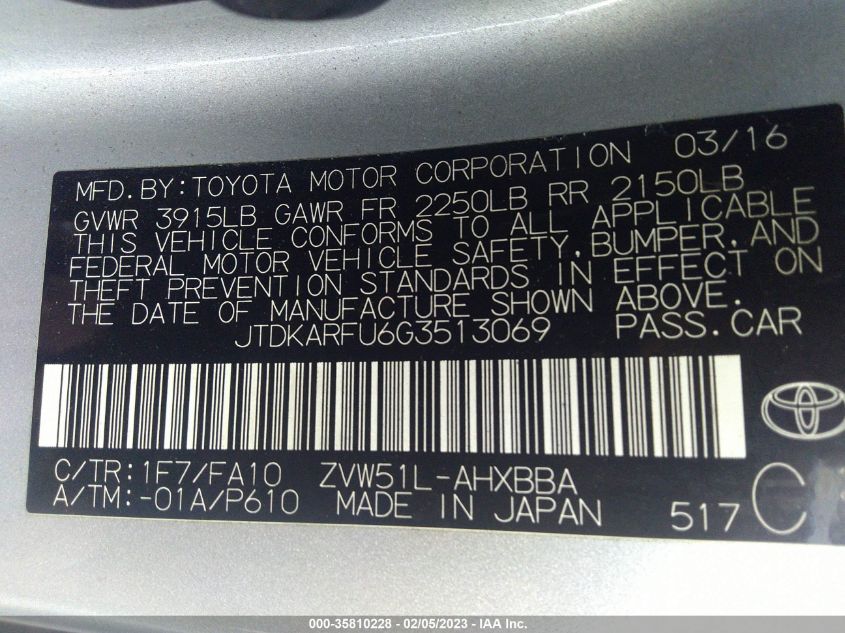 MFD.BY:TOYOTA MOTOR CORPORATION 03/16
GVWR 3915LB GAWR FR 2250LB RR 2150LB
THIS VEHICLE CONFORMS TO ALL APPLICABLE
FEDERAL MOTOR VEHICLE SAFETY,BUMPER,AND
THEFT PREVENTION STANDARDS IN EFFECT ON
THE DATE OF MANUFACTURE SHOWN ABOVE.
JTDKARFU6G3513069 PASS.CAR
C/TR:1F7/FA10 ZVW51L-AHXBBA
A/TM:-01A/P610 MADE IN JAPAN 517 C
000-35810228 - 02/05/2023 - IAA Inc.